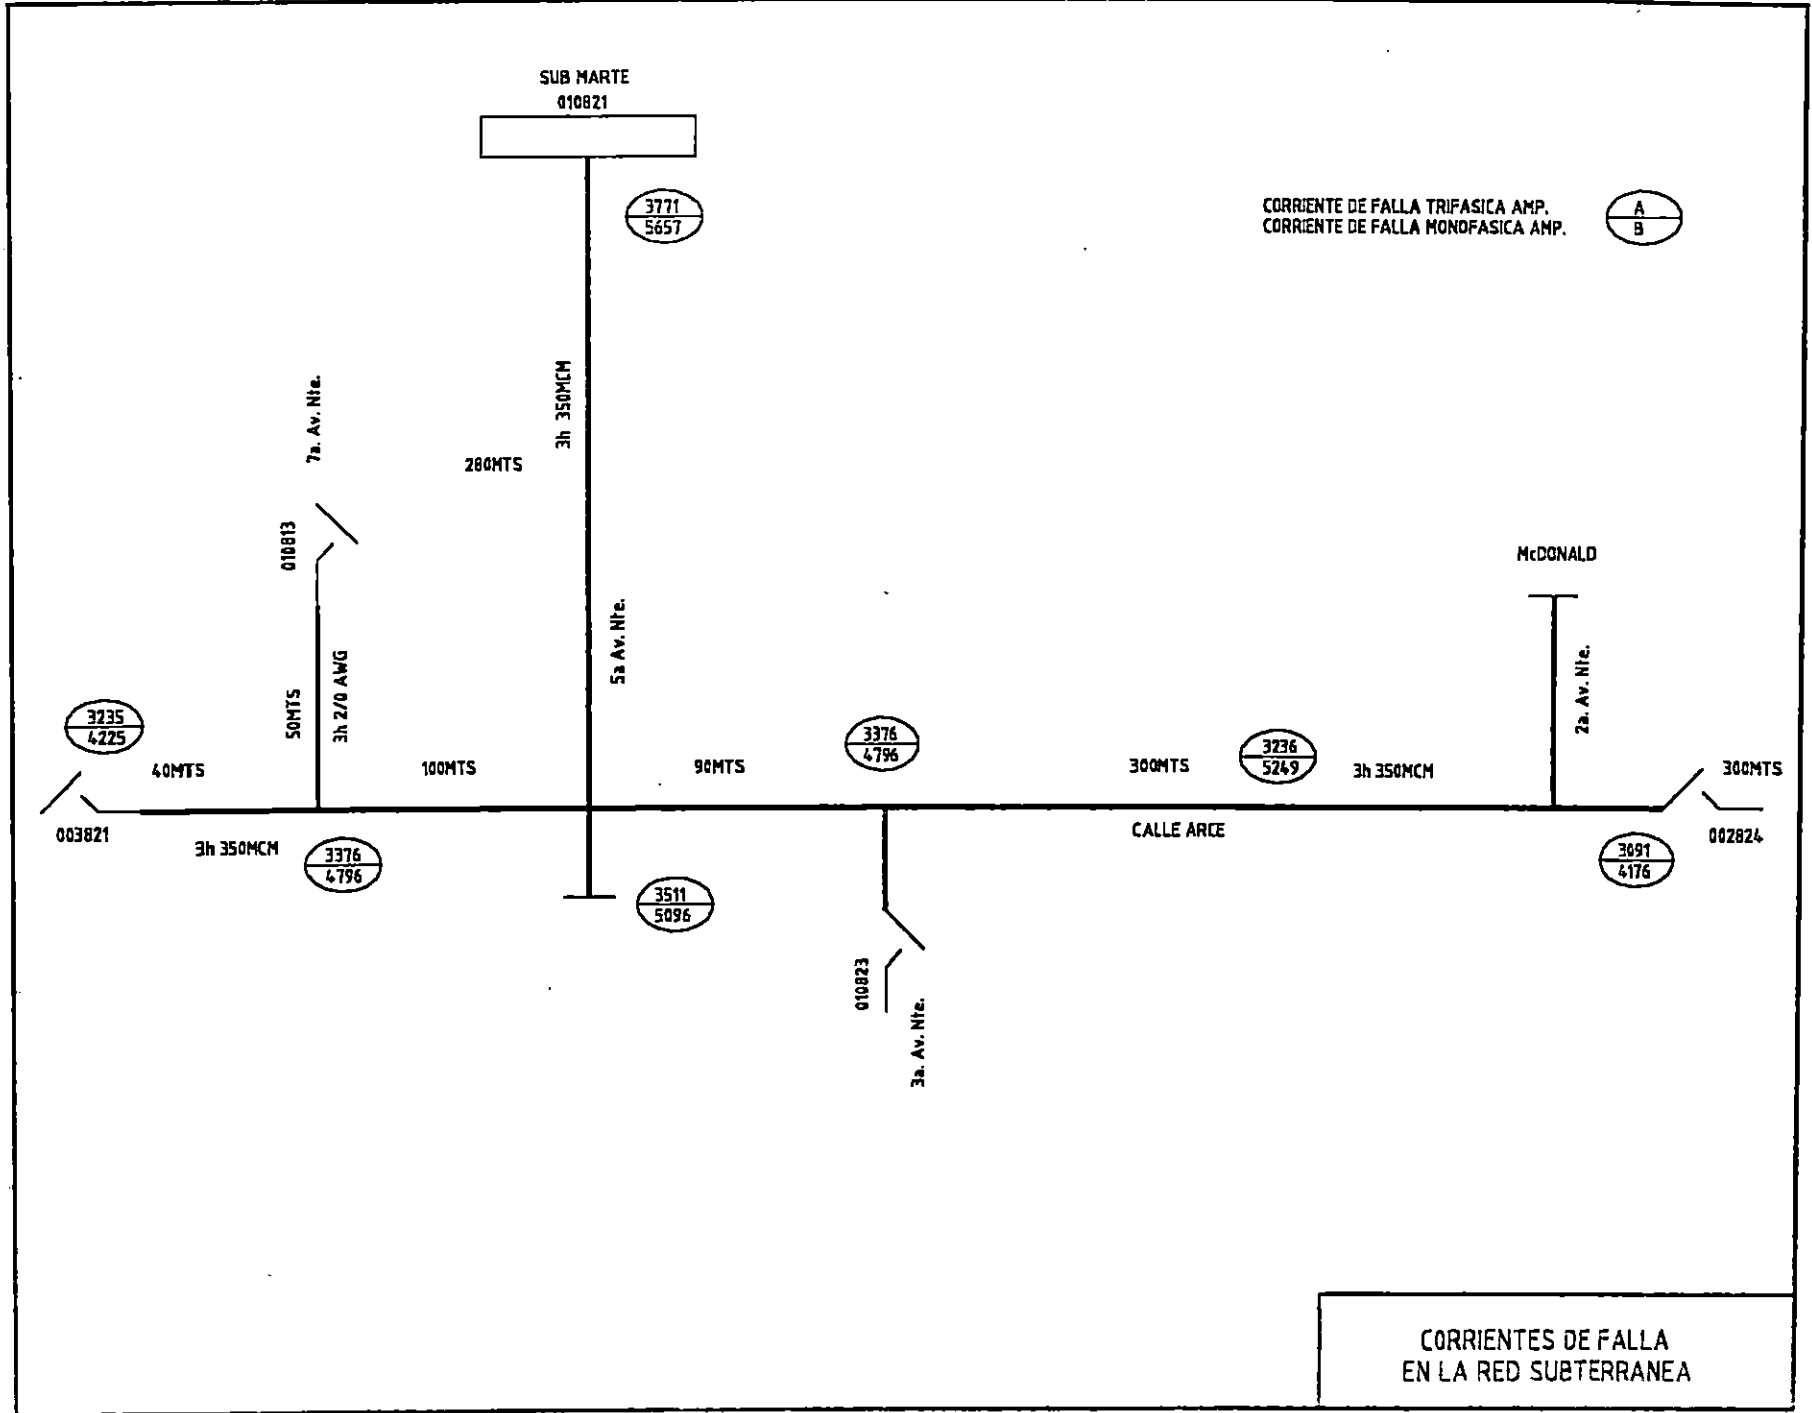 SUB MARTE
010821
3771
5657
CORRIENTE DE FALLA TRIFASICA AMP.
CORRIENTE DE FALLA MONOFASICA AMP.
A
B
3h 350MCM
7a. Av. Nte.
280MTS
010813
McDONALD
5a Av. Nte.
50MTS
3h 2/0 AWG
2a. Av. Nte.
3235
4225
3376
4796
3236
5249
40MTS
100MTS
90MTS
300MTS
3h 350MCM
300MTS
003821
3h 350MCM
CALLE ARCE
002824
3376
4796
3091
4176
3511
5096
010823
3a. Av. Nte.
CORRIENTES DE FALLA
EN LA RED SUBTERRANEA